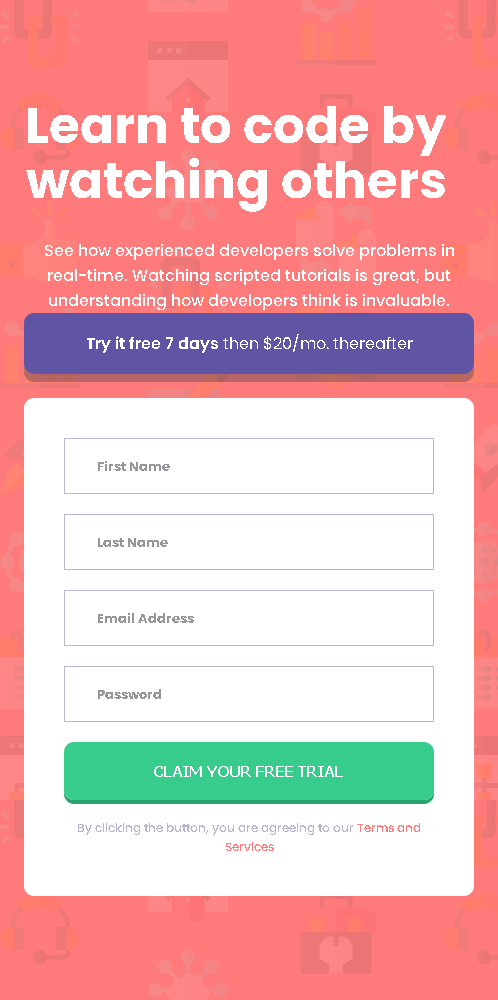 Learn to code by
watching others
See how experienced developers solve problems in
real-time. Watching scripted tutorials is great, but
understanding how developers think is invaluable.
Try it free 7 days then $20/mo. thereafter
First Name
Last Name
Email Address
Password
CLAIM YOUR FREE TRIAL
By clicking the button, you are agreeing to our Terms and
Services